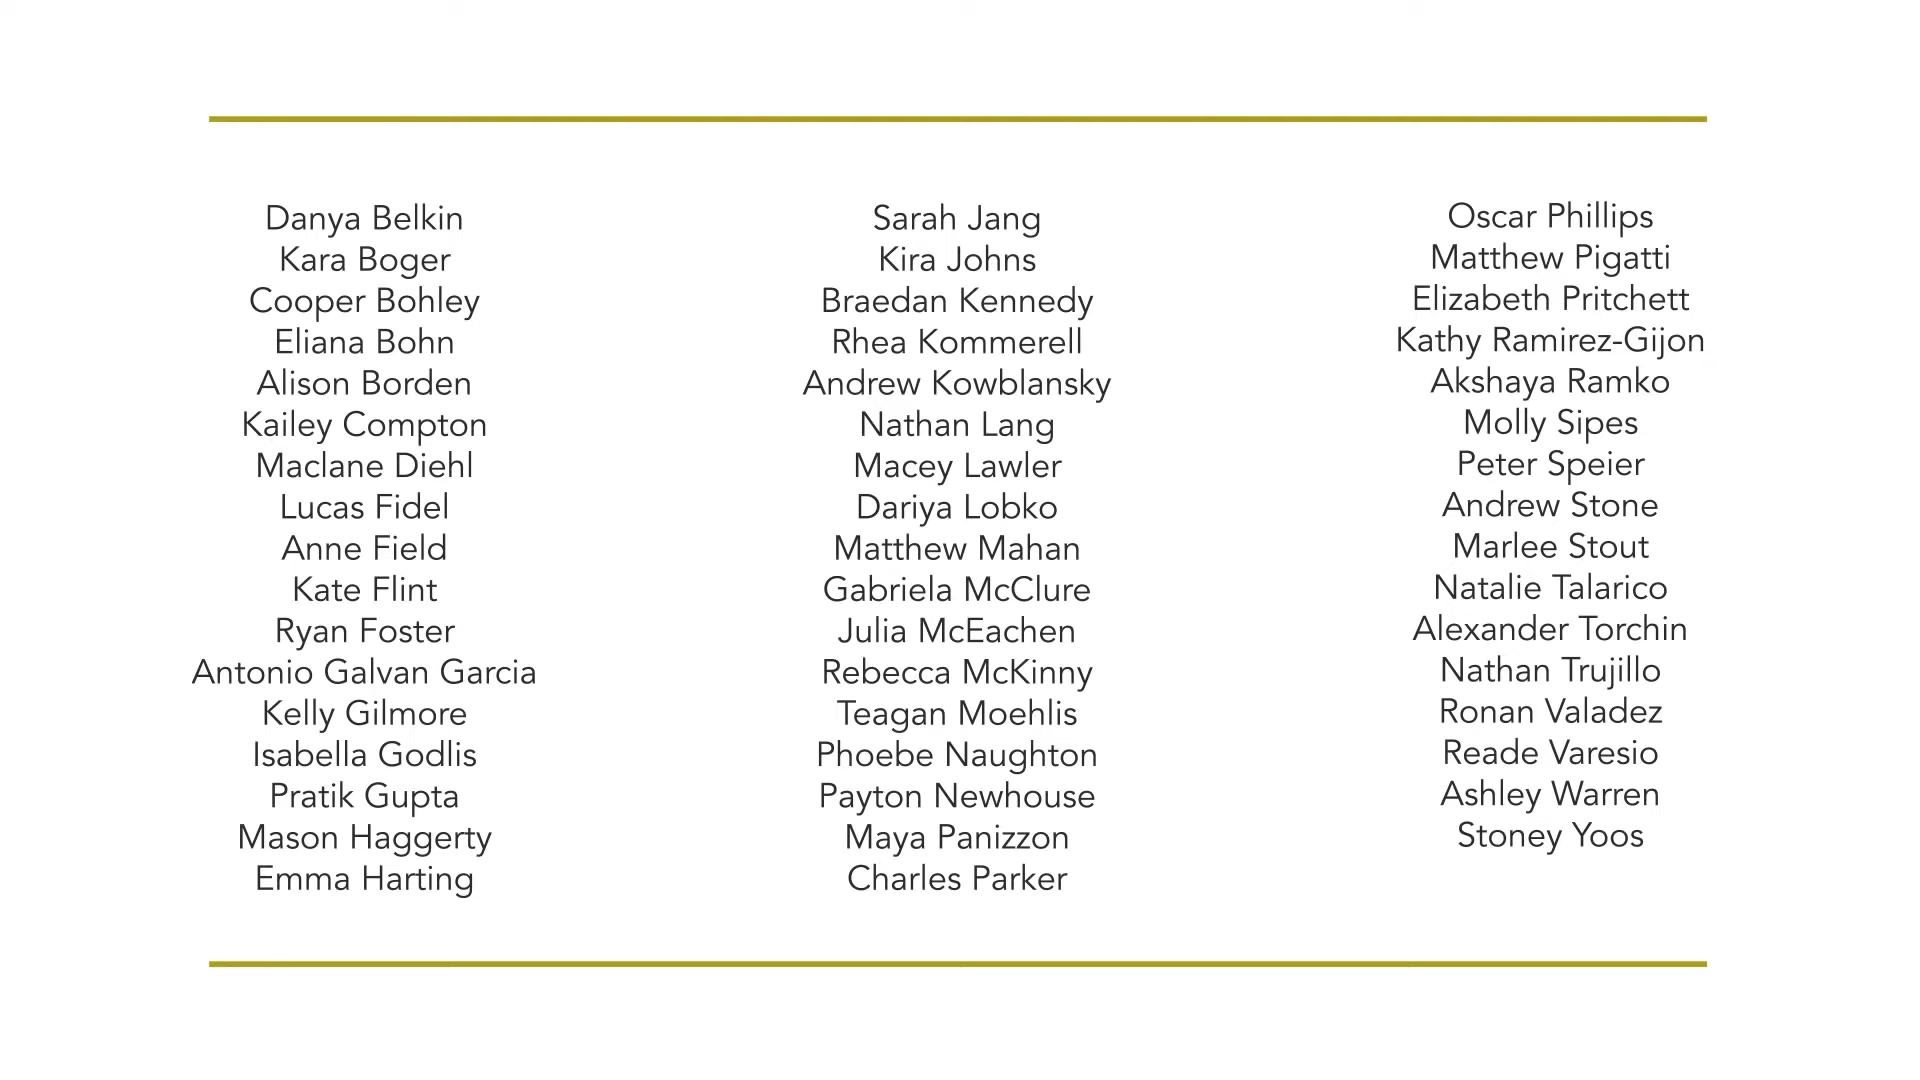 Danya Belkin
Kara Boger
Cooper Bohley
Eliana Bohn
Alison Borden
Kailey Compton
Maclane Diehl
Lucas Fidel
Anne Field
Kate Flint
Ryan Foster
Antonio Galvan Garcia
Kelly Gilmore
Isabella Godlis
Pratik Gupta
Mason Haggerty
Emma Harting
Sarah Jang
Kira Johns
Braedan Kennedy
Rhea Kommerell
Andrew Kowblansky
Nathan Lang
Macey Lawler
Dariya Lobko
Matthew Mahan
Gabriela McClure
Julia McEachen
Rebecca McKinny
Teagan Moehlis
Phoebe Naughton
Payton Newhouse
Maya Panizzon
Charles Parker
Oscar Phillips
Matthew Pigatti
Elizabeth Pritchett
Kathy Ramirez-Gijon
Akshaya Ramko
Molly Sipes
Peter Speier
Andrew Stone
Marlee Stout
Natalie Talarico
Alexander Torchin
Nathan Trujillo
Ronan Valadez
Reade Varesio
Ashley Warren
Stoney Yoos